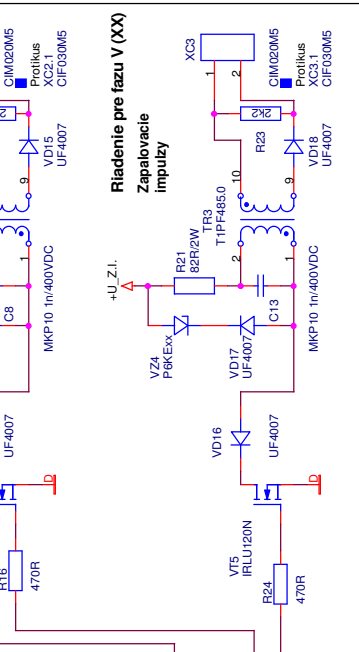 CIM020M5
Protikus
XC2.1
CIF030M5
VD15
UF4007
9
1
MKP10 1n/400VDC
C8
UF4007
D
R16
470R
Riadenie pre fazu V (XX)
Zapalovacie
impulzy
XC3
1
2
CIM020M5
Protikus
XC3.1
CIF030M5
2K2
R23
VD18
UF4007
10
9
TR3
T1PF485.0
2
1
+U_Z.I.
R21
82R/2W
C13
MKP10 1n/400VDC
VZ4
P6KExx
VD17
UF4007
VD16
UF4007
D
VT5
IRLU120N
R24
470R